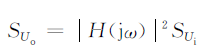 S_{U_o} = |H(jω)|² S_{U_i}